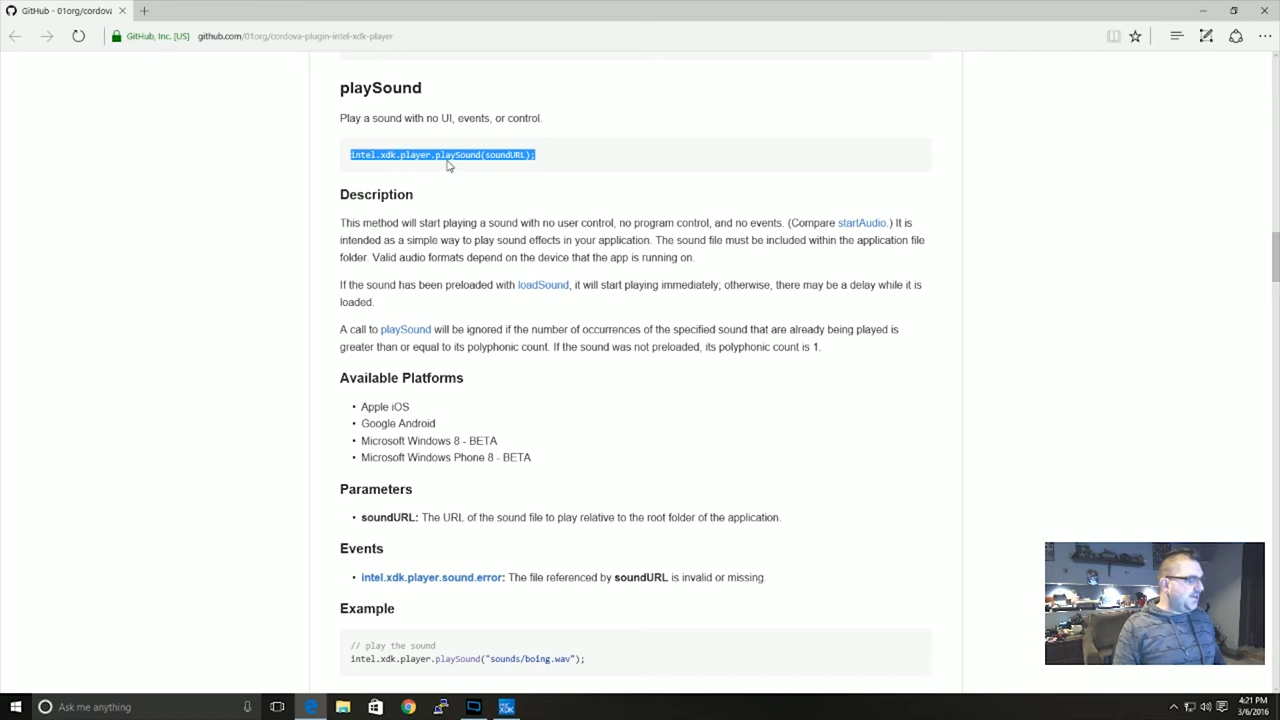 GitHub - 01org/cordova
GitHub, Inc. [US]
github.com/01org/cordova-plugin-intel-xdk-player
playSound
Play a sound with no UI, events, or control.
intel.xdk.player.playSound(soundURL);
Description
This method will start playing a sound with no user control, no program control, and no events. (Compare startAudio.) It is
intended as a simple way to play sound effects in your application. The sound file must be included within the application file
folder. Valid audio formats depend on the device that the app is running on.
If the sound has been preloaded with loadSound, it will start playing immediately; otherwise, there may be a delay while it is
loaded.
A call to playSound will be ignored if the number of occurrences of the specified sound that are already being played is
greater than or equal to its polyphonic count. If the sound was not preloaded, its polyphonic count is 1.
Available Platforms
• Apple iOS
• Google Android
• Microsoft Windows 8 - BETA
• Microsoft Windows Phone 8 - BETA
Parameters
• soundURL: The URL of the sound file to play relative to the root folder of the application.
Events
• intel.xdk.player.sound.error: The file referenced by soundURL is invalid or missing.
Example
// play the sound
intel.xdk.player.playSound("sounds/boing.wav");
Ask me anything
XDK
4:21 PM
3/6/2016